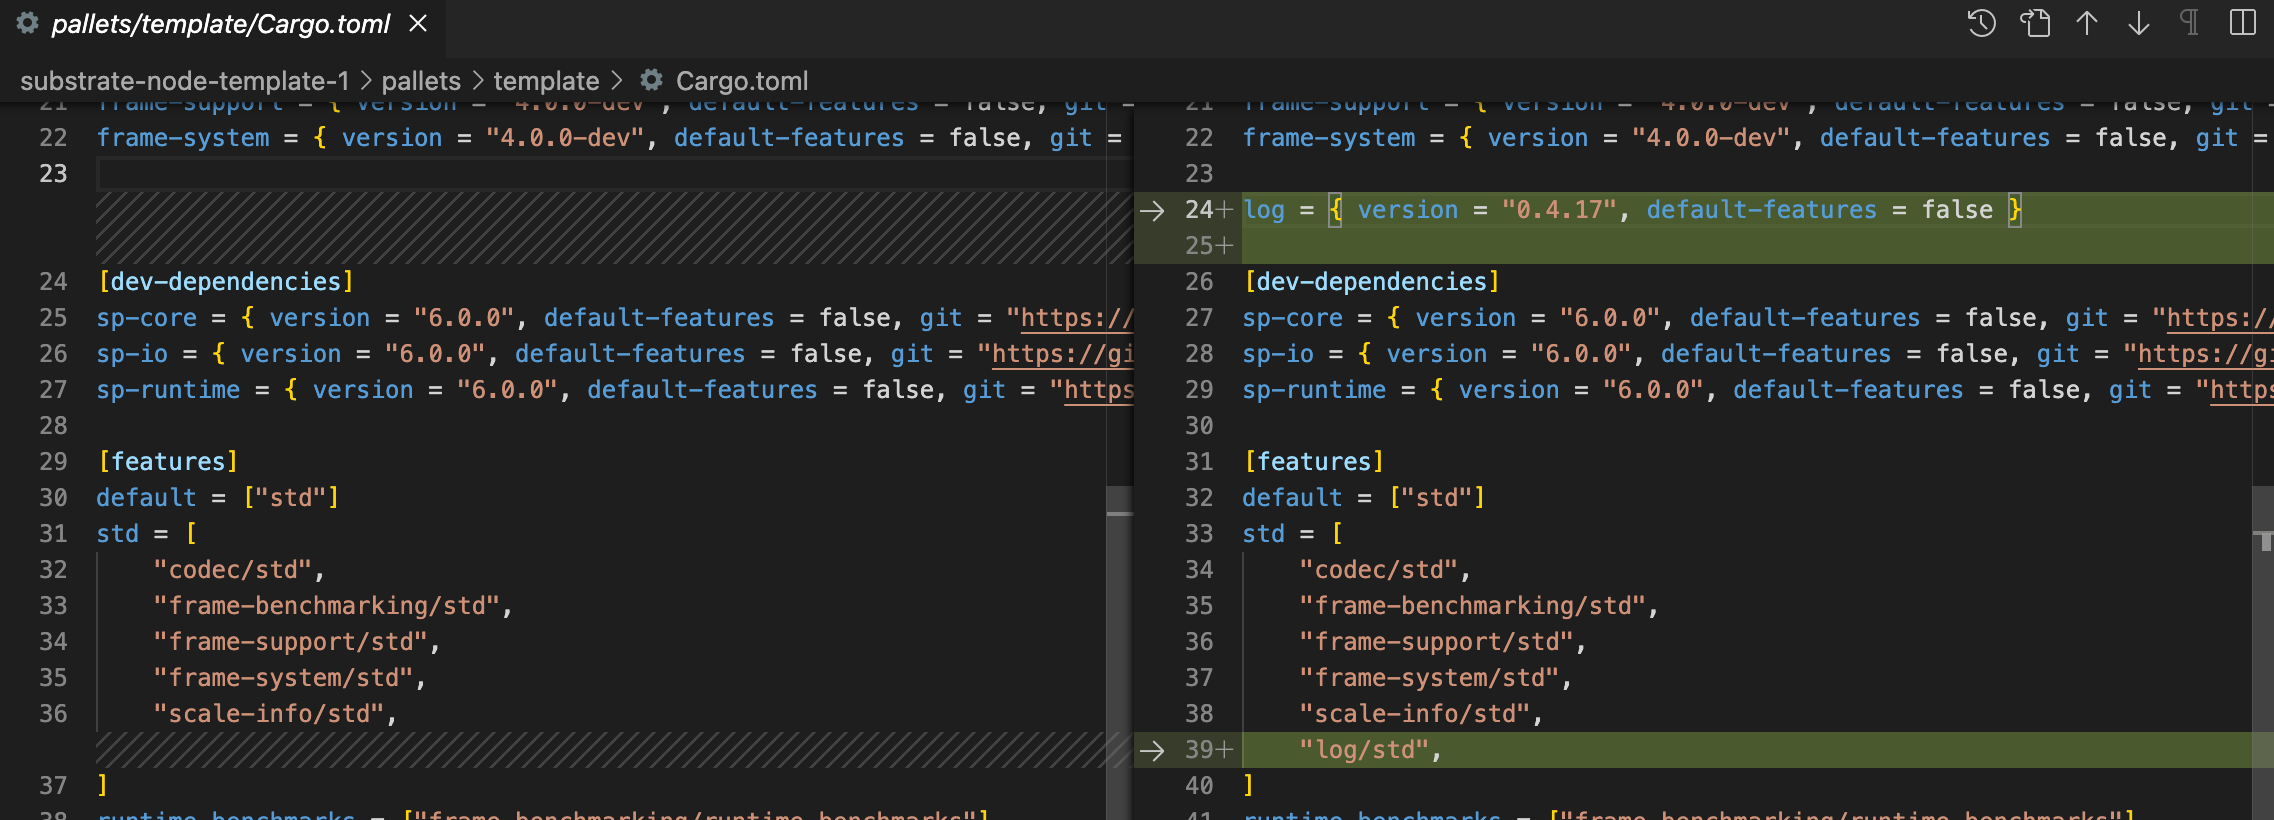 pallets/template/Cargo.toml
substrate-node-template-1 > pallets > template > Cargo.toml
21 frame-support = { version = "4.0.0-dev", default-features = false, git =
22 frame-system = { version = "4.0.0-dev", default-features = false, git =
23
24 [dev-dependencies]
25 sp-core = { version = "6.0.0", default-features = false, git = "https://
26 sp-io = { version = "6.0.0", default-features = false, git = "https://gi
27 sp-runtime = { version = "6.0.0", default-features = false, git = "https
28
29 [features]
30 default = ["std"]
31 std = [
32 "codec/std",
33 "frame-benchmarking/std",
34 "frame-support/std",
35 "frame-system/std",
36 "scale-info/std",
37 ]
38 runtime-benchmarks = ["frame-benchmarking/runtime-benchmarks"]
21 frame-support = { version = "4.0.0-dev", default-features = false, git =
22 frame-system = { version = "4.0.0-dev", default-features = false, git =
23
24+ log = { version = "0.4.17", default-features = false }
25+
26 [dev-dependencies]
27 sp-core = { version = "6.0.0", default-features = false, git = "https://
28 sp-io = { version = "6.0.0", default-features = false, git = "https://gi
29 sp-runtime = { version = "6.0.0", default-features = false, git = "https
30
31 [features]
32 default = ["std"]
33 std = [
34 "codec/std",
35 "frame-benchmarking/std",
36 "frame-support/std",
37 "frame-system/std",
38 "scale-info/std",
39+ "log/std",
40 ]
41 runtime-benchmarks = ["frame-benchmarking/runtime-benchmarks"]